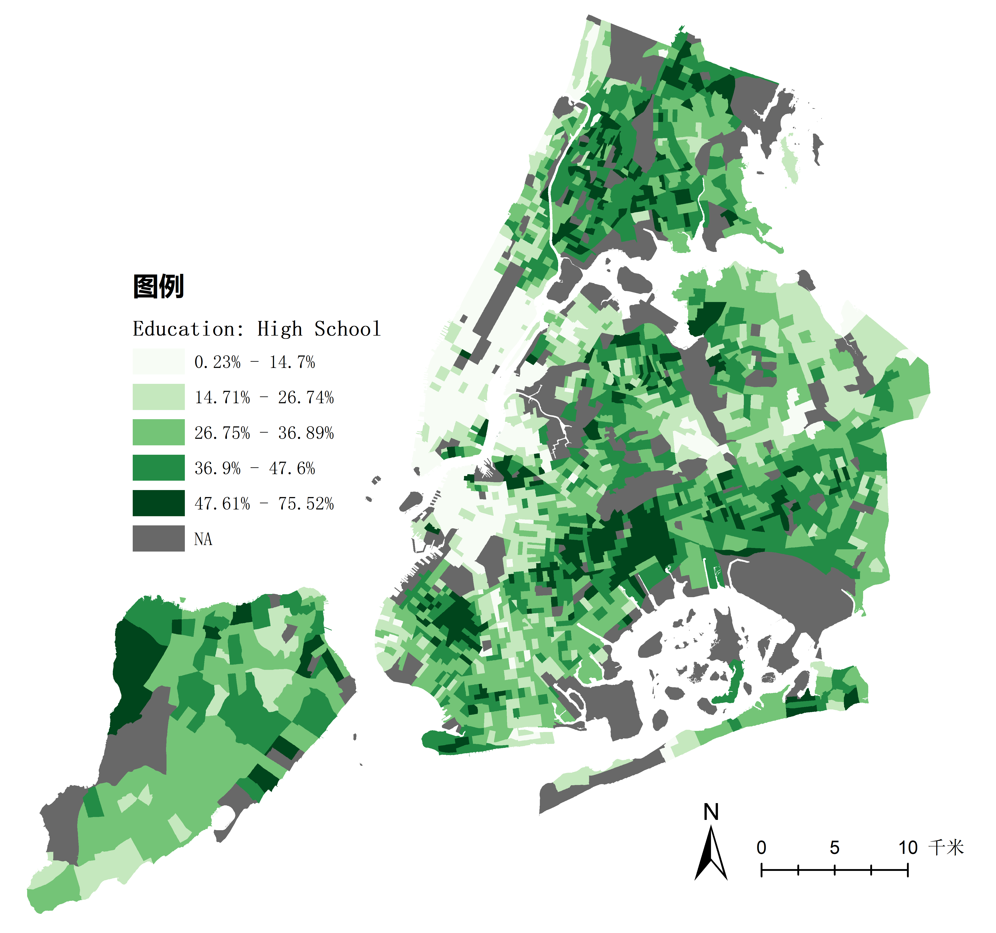 图例
Education: High School
0.23% - 14.7%
14.71% - 26.74%
26.75% - 36.89%
36.9% - 47.6%
47.61% - 75.52%
NA
N
0 5 10 千米